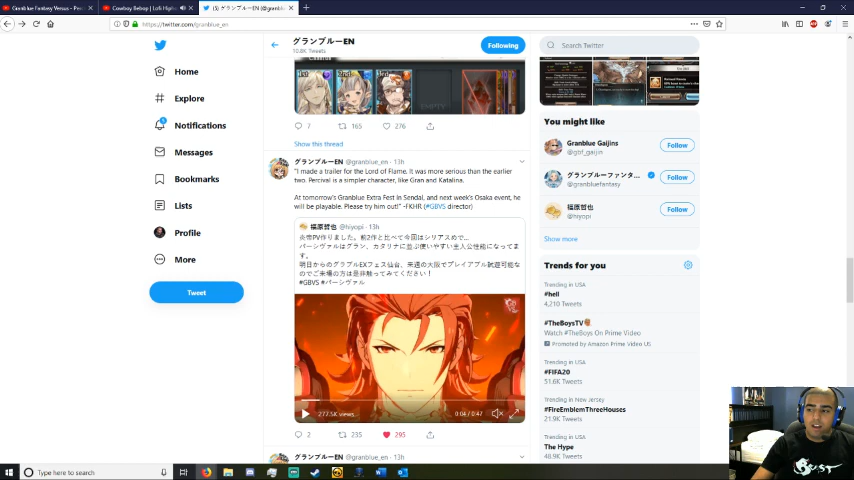 Granblue Fantasy Versus - Perc
Cowboy Bebop | Lofi HipHo
(5) グランブルーEN (@granbl
https://twitter.com/granblue_en
Home
Explore
Notifications
Messages
Bookmarks
Lists
Profile
More
Tweet
グランブルーEN
10.8K Tweets
Following
7
165
276
Show this thread
グランブルーEN @granblue_en · 13h
"I made a trailer for the Lord of Flame. It was more serious than the earlier
two. Percival is a simpler character, like Gran and Katalina.
At tomorrow's Granblue Extra Fest in Sendai, and next week's Osaka event, he
will be playable. Please try him out!" -FKHR (#GBVS director)
福原哲也 @hiyopi · 13h
炎帝PV作りました。前2作と比べて今回はシリアスめで…
パーシヴァルはグラン、カタリナに並ぶ使いやすい主人公性能になってま
す。
明日からのグラブルEXフェス仙台、来週の大阪でプレイアブル試遊可能な
のでご来場の方は是非触ってみてください！
#GBVS #パーシヴァル
277.5K views
0:04 / 0:47
2
235
295
グランブルーEN @granblue_en · 13h
Search Twitter
You might like
Granblue Gaijins
@gbf_gaijin
Follow
グランブルーファンタ...
@granbluefantasy
Follow
福原哲也
@hiyopi
Follow
Show more
Trends for you
Trending in USA
#hell
4,210 Tweets
#TheBoysTV
Watch #TheBoys On Prime Video
Promoted by Amazon Prime Video US
Trending in USA
#FIFA20
51.6K Tweets
Trending in New Jersey
#FireEmblemThreeHouses
21.9K Tweets
Trending in USA
The Hype
48.9K Tweets
Type here to search